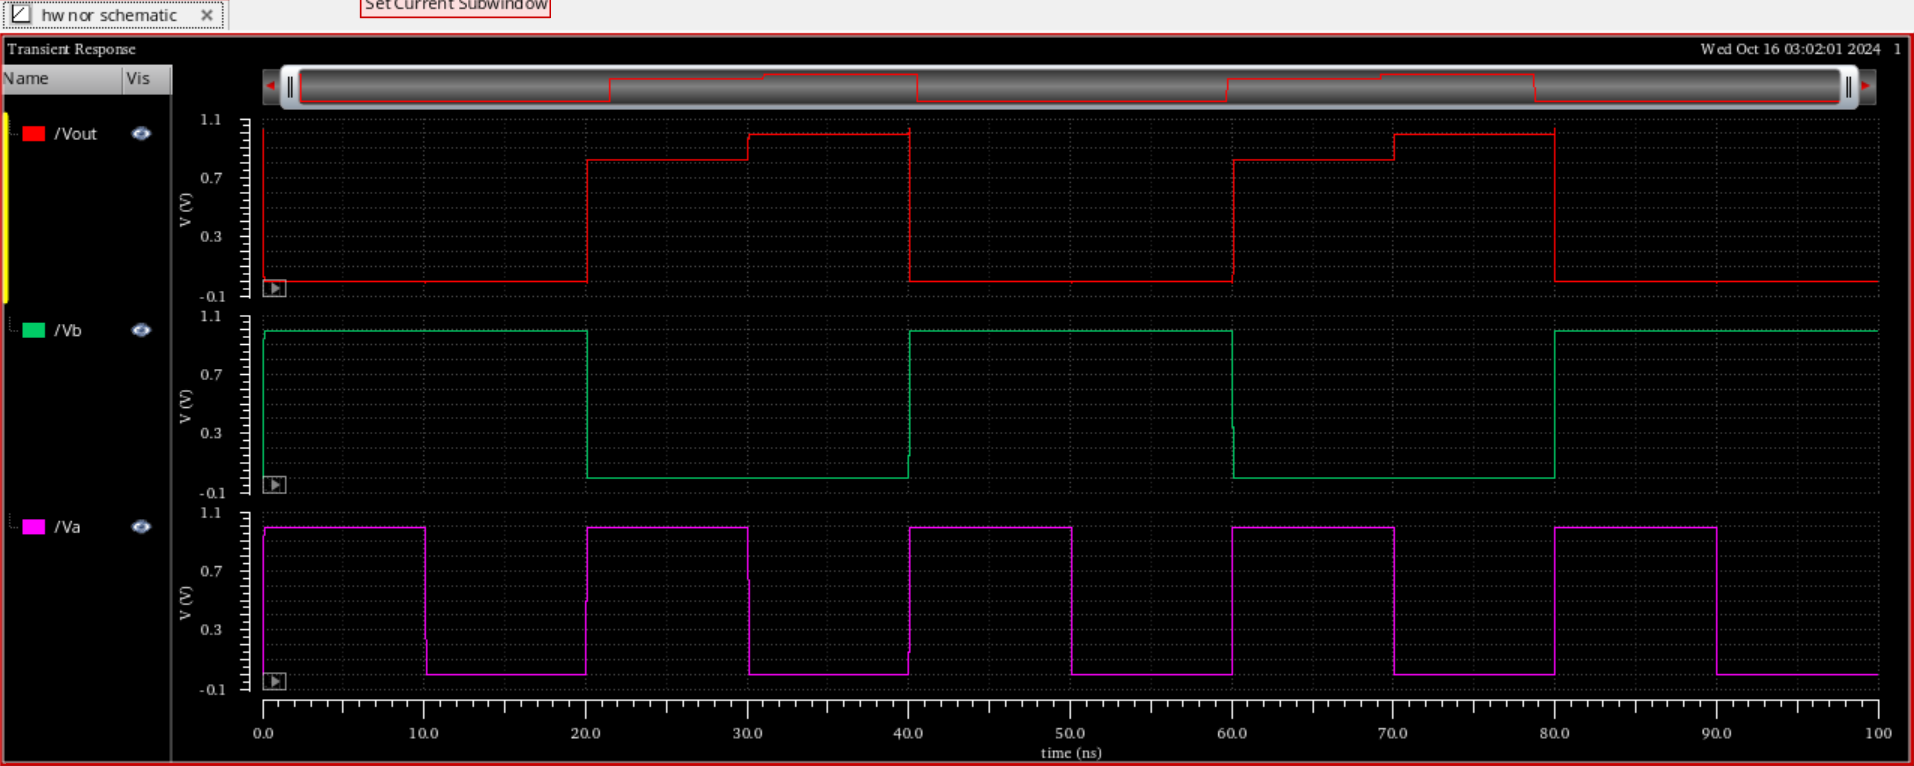 Set Current Subwindow
hw nor schematic
Transient Response
Wed Oct 16 03:02:01 2024 1
Name Vis
/Vout
1.1
0.7
0.3
-0.1
V (V)
/Vb
1.1
0.7
0.3
-0.1
V (V)
/Va
1.1
0.7
0.3
-0.1
V (V)
0.0 10.0 20.0 30.0 40.0 50.0 60.0 70.0 80.0 90.0 100
time (ns)